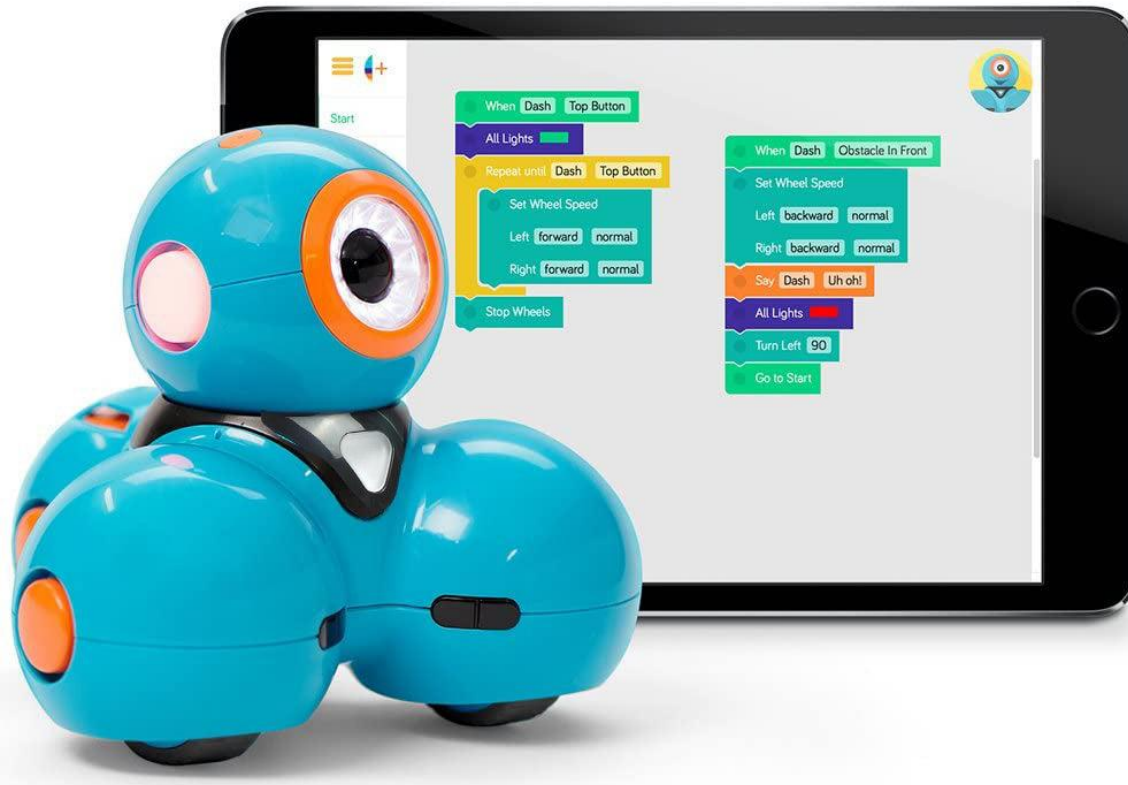 Start
When Dash Top Button
All Lights
Repeat until Dash Top Button
Set Wheel Speed
Left forward normal
Right forward normal
Stop Wheels
When Dash Obstacle In Front
Set Wheel Speed
Left backward normal
Right backward normal
Say Dash Uh oh!
All Lights
Turn Left 90
Go to Start